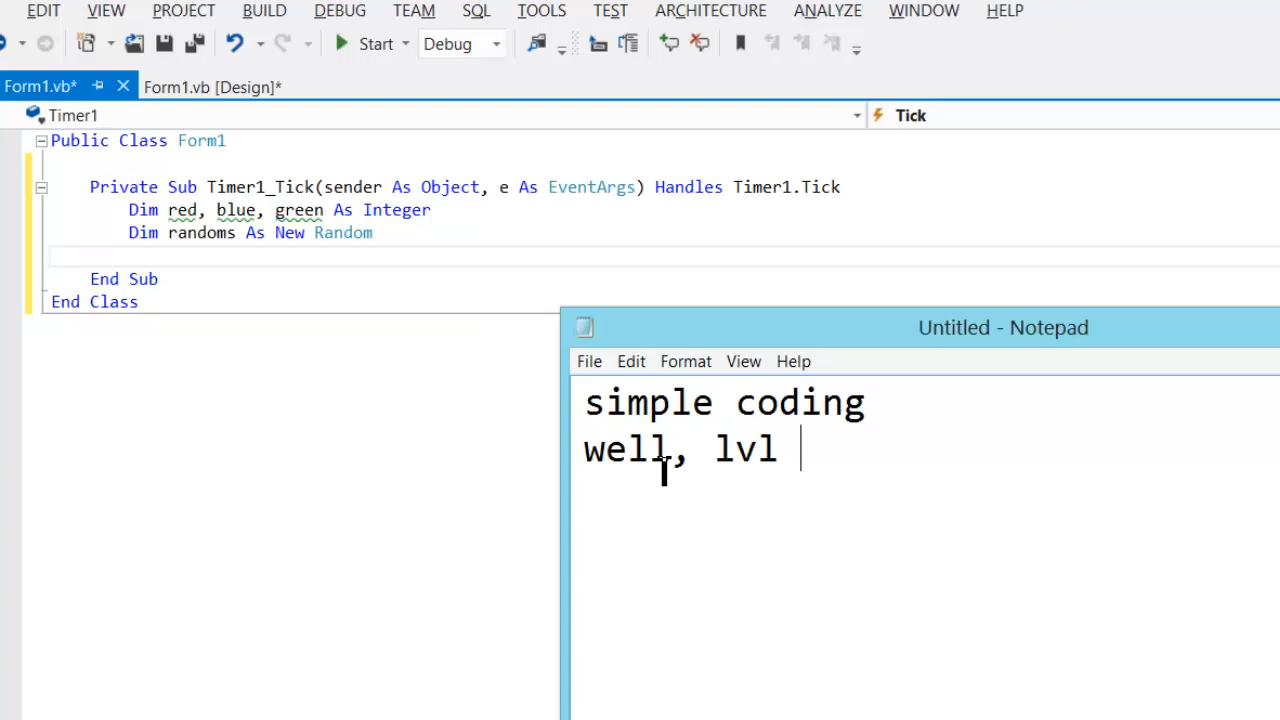 EDIT VIEW PROJECT BUILD DEBUG TEAM SQL TOOLS TEST ARCHITECTURE ANALYZE WINDOW HELP
Start Debug
Form1.vb* Form1.vb [Design]*
Timer1 Tick
Public Class Form1
Private Sub Timer1_Tick(sender As Object, e As EventArgs) Handles Timer1.Tick
Dim red, blue, green As Integer
Dim randoms As New Random
End Sub
End Class
Untitled - Notepad
File Edit Format View Help
simple coding
well, lvl